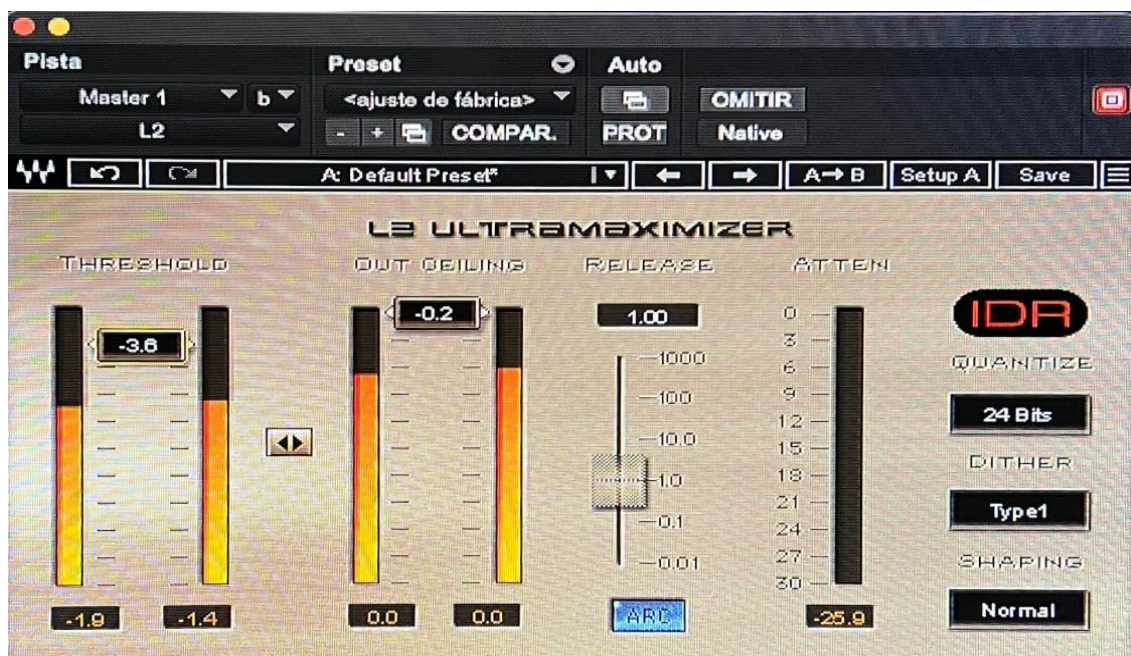 Pista Preset Auto
Master 1 b <ajuste de fábrica> OMITIR
L2 - + COMPAR. PROT Native
A: Default Preset* A→B Setup A Save
L2 ULTRAMAXIMIZER
THRESHOLD OUT CEILING RELEASE ATTEN
IDR
-3.6 -0.2 1.00
QUANTIZE
24 Bits
DITHER
Type1
SHAPING
Normal
1000
100
10.0
1.0
0.1
0.01
0
3
6
9
12
15
18
21
24
27
30
-1.9 -1.4 0.0 0.0 ARC -25.9